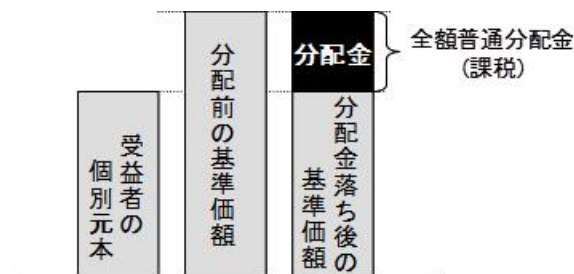 受益者の
個別元本
分配前の基準価額
分配金
分配金落ち後の
基準価額
全額普通分配金
(課税)